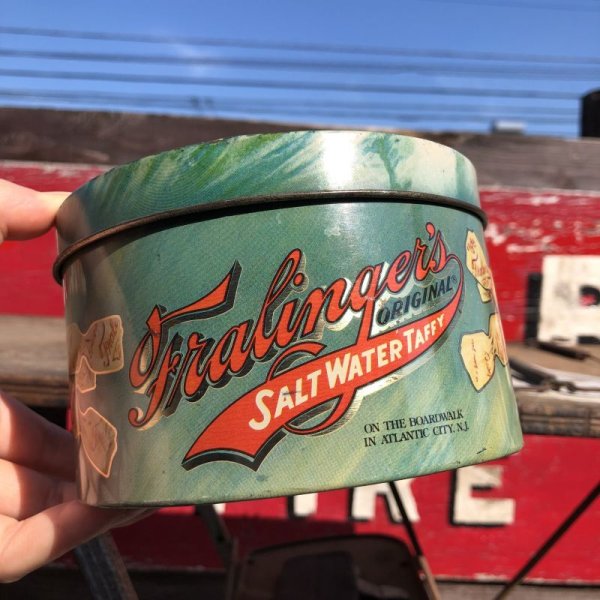 Fralinger's
ORIGINAL®
SALT WATER TAFFY
ON THE BOARDWALK
IN ATLANTIC CITY, N.J.